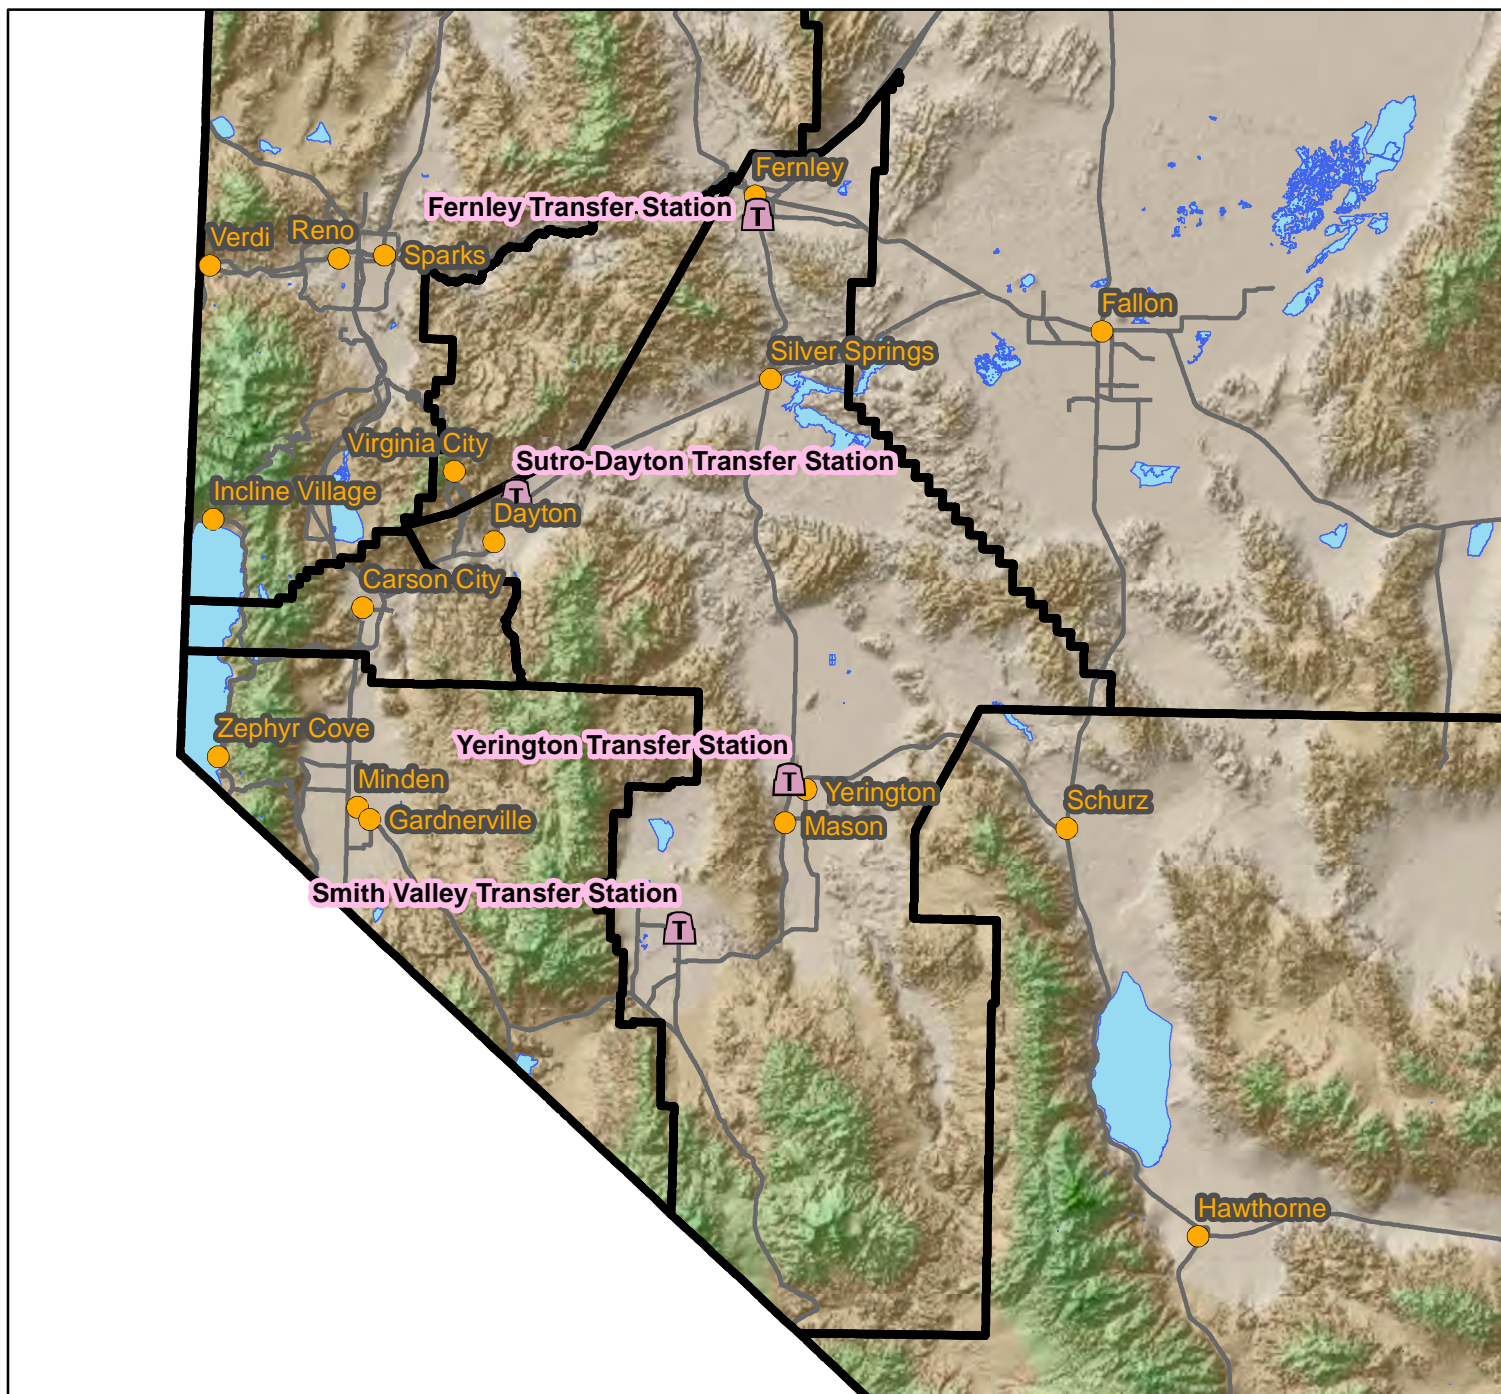 Fernley
Fernley Transfer Station
T
Verdi
Reno
Sparks
Fallon
Silver Springs
Virginia City
Sutro-Dayton Transfer Station
T
Incline Village
Dayton
Carson City
Zephyr Cove
Yerington Transfer Station
T
Minden
Yerington
Schurz
Gardnerville
Mason
Smith Valley Transfer Station
T
Hawthorne